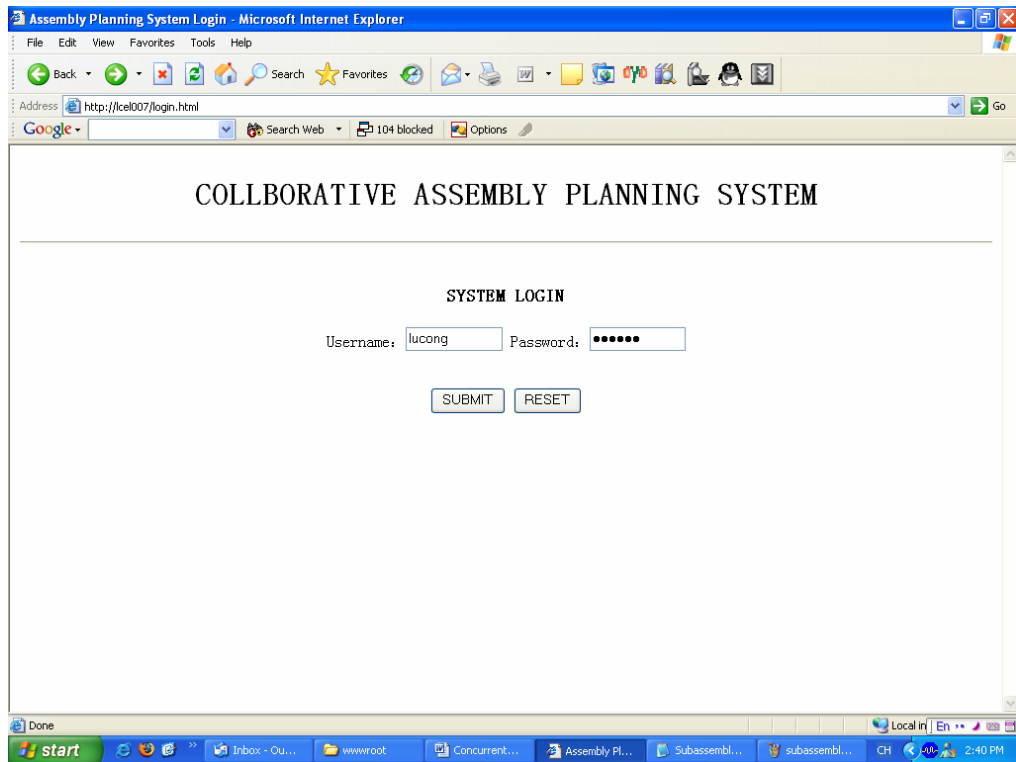 Assembly Planning System Login - Microsoft Internet Explorer
File Edit View Favorites Tools Help
Back Search Favorites
Address http://lcel007/login.html Go
Google Search Web 104 blocked Options
COLLBORATIVE ASSEMBLY PLANNING SYSTEM
SYSTEM LOGIN
Username: lucong Password: ••••••
SUBMIT RESET
Done Local in En
start Inbox - Ou... wwwroot Concurrent... Assembly Pl... Subassembl... subassembl... CH 2:40 PM